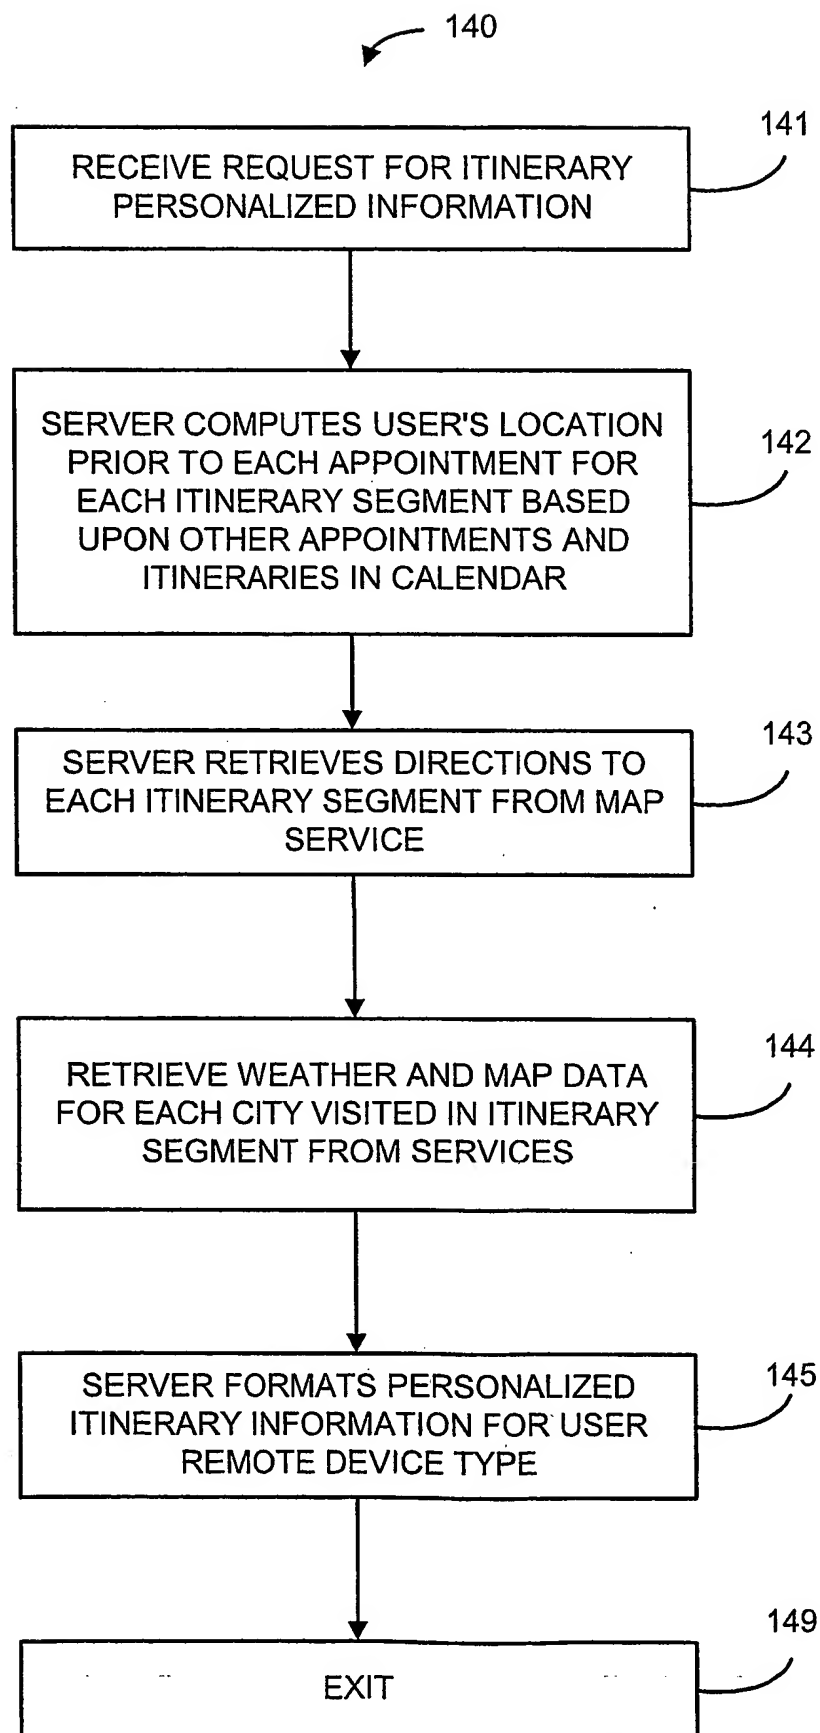 140
141
RECEIVE REQUEST FOR ITINERARY
PERSONALIZED INFORMATION
142
SERVER COMPUTES USER'S LOCATION
PRIOR TO EACH APPOINTMENT FOR
EACH ITINERARY SEGMENT BASED
UPON OTHER APPOINTMENTS AND
ITINERARIES IN CALENDAR
143
SERVER RETRIEVES DIRECTIONS TO
EACH ITINERARY SEGMENT FROM MAP
SERVICE
144
RETRIEVE WEATHER AND MAP DATA
FOR EACH CITY VISITED IN ITINERARY
SEGMENT FROM SERVICES
145
SERVER FORMATS PERSONALIZED
ITINERARY INFORMATION FOR USER
REMOTE DEVICE TYPE
149
EXIT